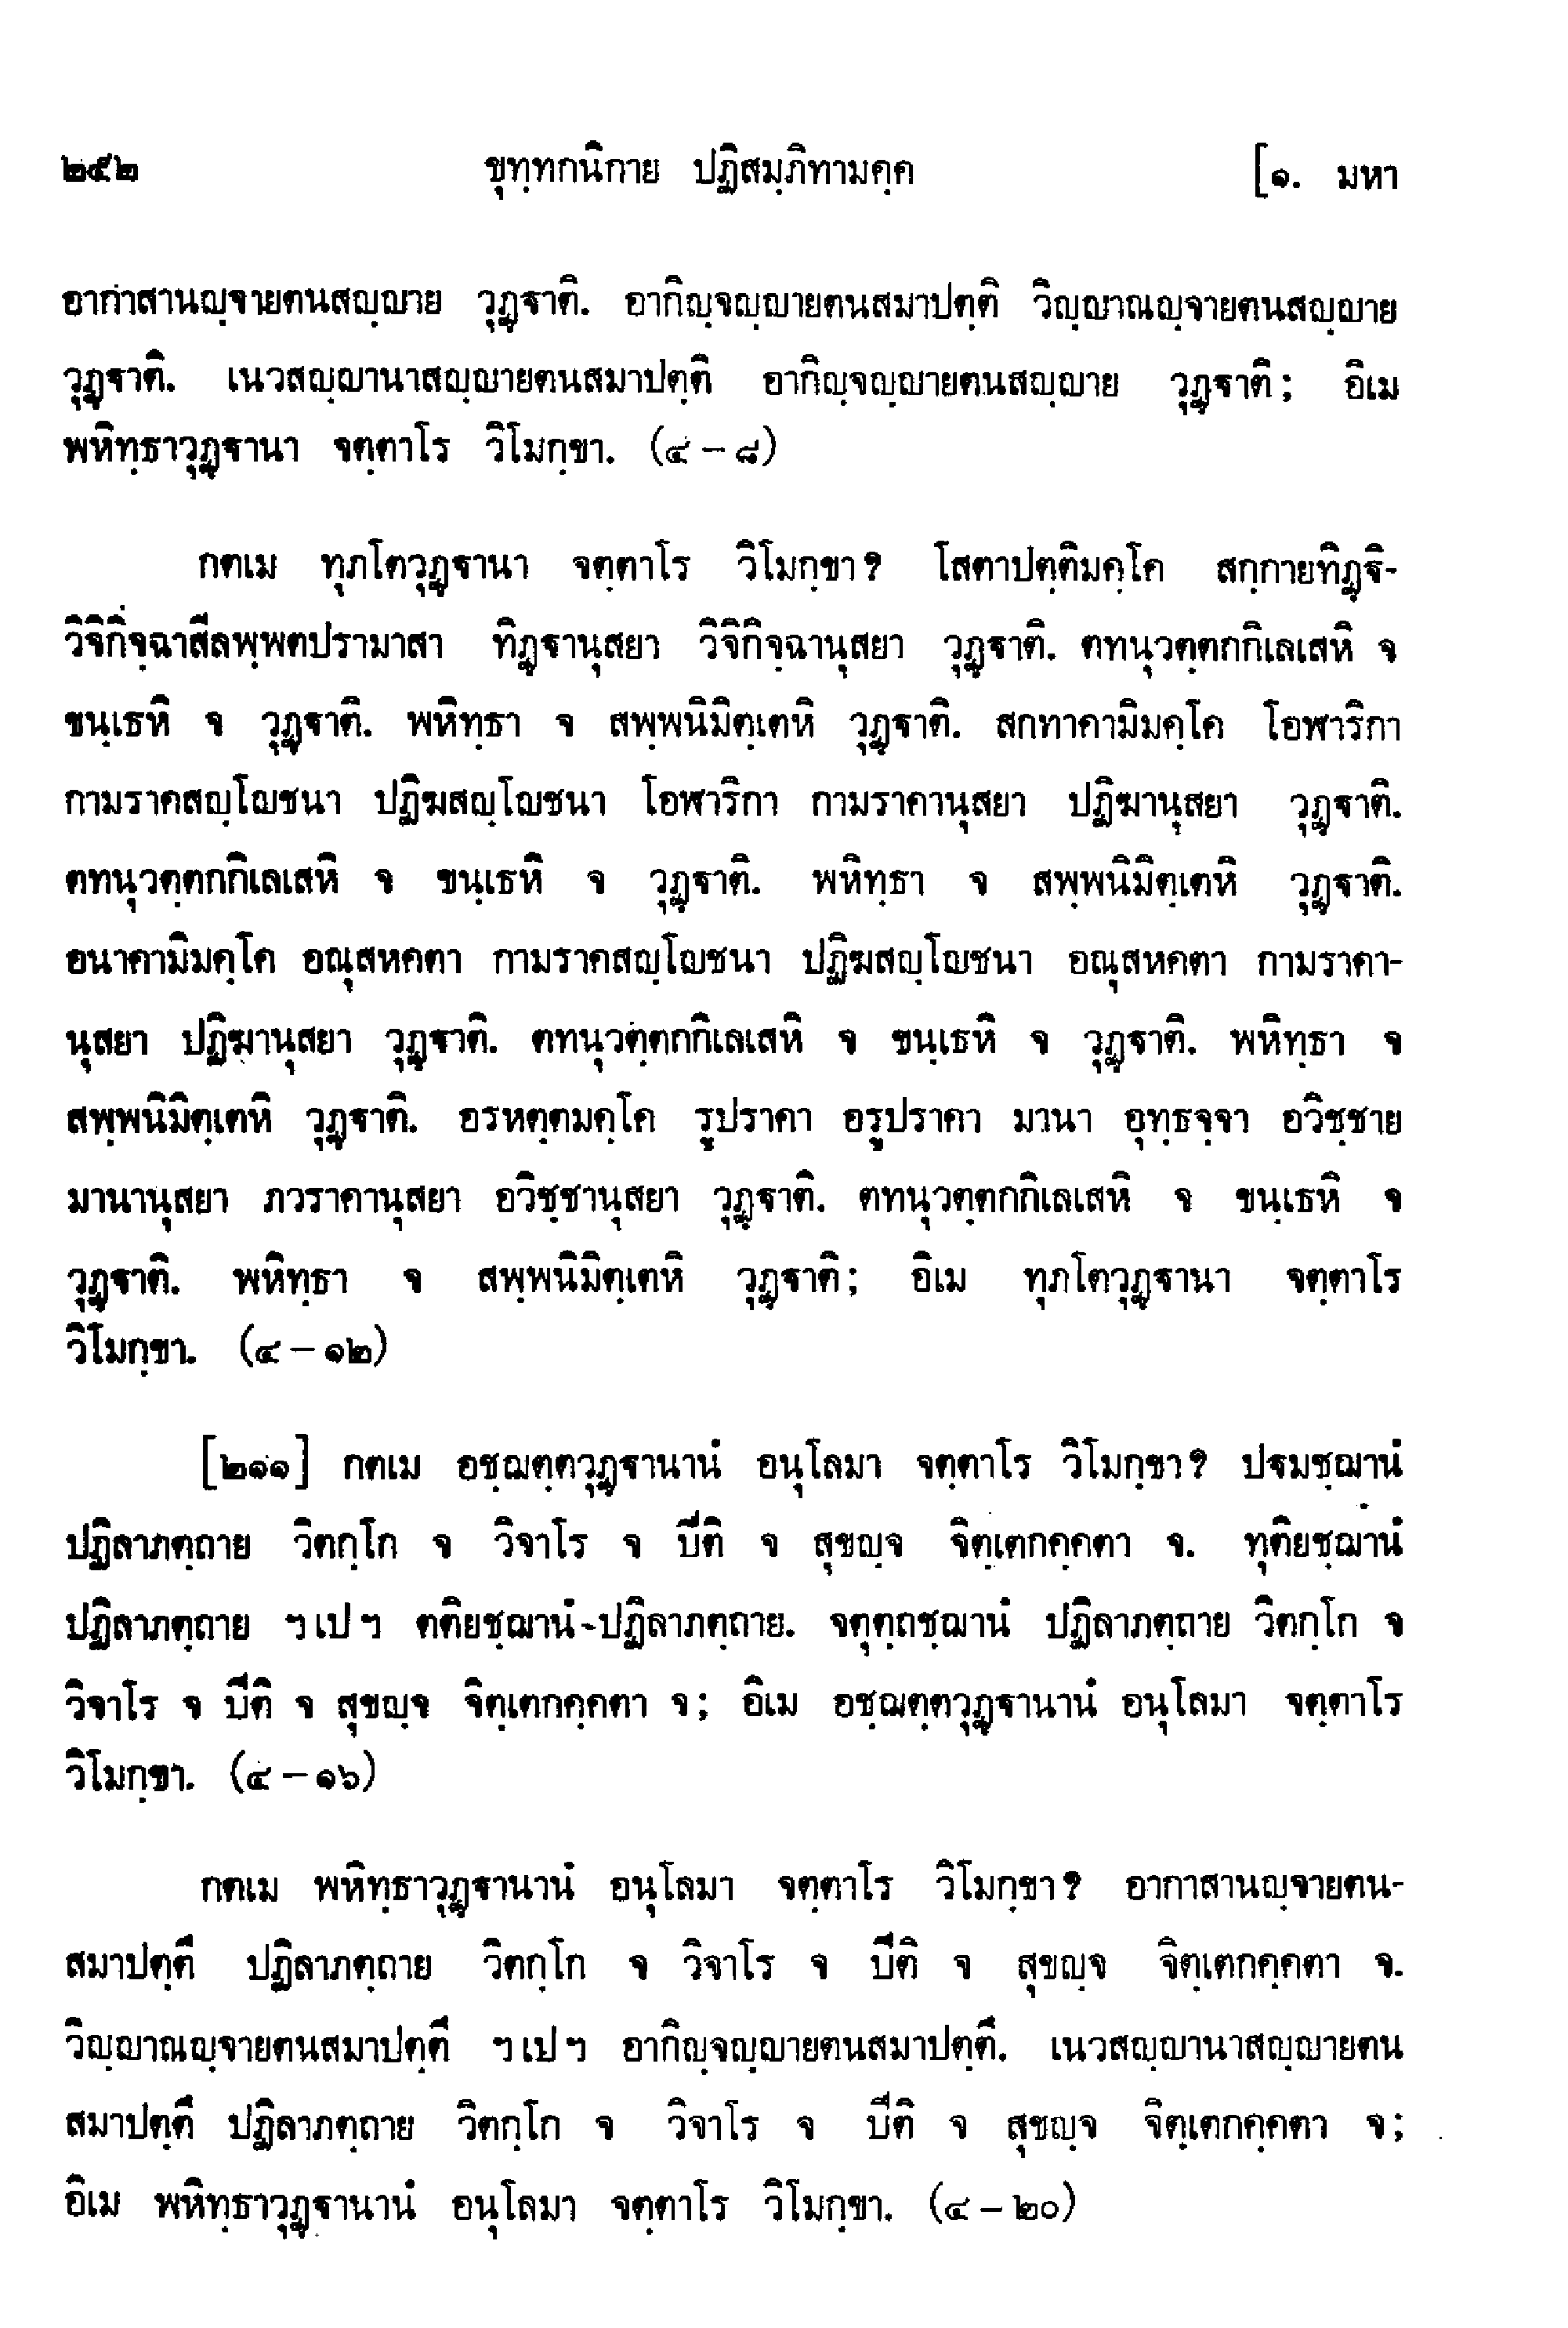 ๒๕๒ ขุทฺทกนิกาย ปฏิสมฺภิทามคฺค [๑. มหา
อากาสานญฺจายตนสญฺญาย วุฏฺฐาติ. อากิญฺจญฺญายตนสมาปตฺติ วิญฺญาณญฺจายตนสญฺญาย
วุฏฺฐาติ. เนวสญฺญานาสญฺญายตนสมาปตฺติ อากิญฺจญฺญายตนสญฺญาย วุฏฺฐาติ; อิเม
พหิทฺธาวุฏฺฐานา จตฺตาโร วิโมกฺขา. (๔ – ๘)
กตเม ทุภโตวุฏฺฐานา จตฺตาโร วิโมกฺขา? โสตาปตฺติมคฺโค สกฺกายทิฏฺฐิ-
วิจิกิจฺฉาสีลพฺพตปรามาสา ทิฏฺฐานุสยา วิจิกิจฺฉานุสยา วุฏฺฐาติ. ตทนุวตฺตกกิเลเสหิ จ
ขนฺเธหิ จ วุฏฺฐาติ. พหิทฺธา จ สพฺพนิมิตฺเตหิ วุฏฺฐาติ. สกทาคามิมคฺโค โอฬาริกา
กามราคสญฺโญชนา ปฏิฆสญฺโญชนา โอฬาริกา กามราคานุสยา ปฏิฆานุสยา วุฏฺฐาติ.
ตทนุวตฺตกกิเลเสหิ จ ขนฺเธหิ จ วุฏฺฐาติ. พหิทฺธา จ สพฺพนิมิตฺเตหิ วุฏฺฐาติ.
อนาคามิมคฺโค อณุสหคตา กามราคสญฺโญชนา ปฏิฆสญฺโญชนา อณุสหคตา กามราคา-
นุสยา ปฏิฆานุสยา วุฏฺฐาติ. ตทนุวตฺตกกิเลเสหิ จ ขนฺเธหิ จ วุฏฺฐาติ. พหิทฺธา จ
สพฺพนิมิตฺเตหิ วุฏฺฐาติ. อรหตฺตมคฺโค รูปราคา อรูปราคา มานา อุทฺธจฺจา อวิชฺชาย
มานานุสยา ภวราคานุสยา อวิชฺชานุสยา วุฏฺฐาติ. ตทนุวตฺตกกิเลเสหิ จ ขนฺเธหิ จ
วุฏฺฐาติ. พหิทฺธา จ สพฺพนิมิตฺเตหิ วุฏฺฐาติ; อิเม ทุภโตวุฏฺฐานา จตฺตาโร
วิโมกฺขา. (๔ – ๑๒)
[๒๑๑] กตเม อชฺฌตฺตวุฏฺฐานานํ อนุโลมา จตฺตาโร วิโมกฺขา? ปฐมชฺฌานํ
ปฏิลาภตฺถาย วิตกฺโก จ วิจาโร จ ปีติ จ สุขญฺจ จิตฺเตกคฺคตา จ. ทุติยชฺฌานํ
ปฏิลาภตฺถาย ฯ เป ฯ ตติยชฺฌานํ-ปฏิลาภตฺถาย. จตุตฺถชฺฌานํ ปฏิลาภตฺถาย วิตกฺโก จ
วิจาโร จ ปีติ จ สุขญฺจ จิตฺเตกคฺคตา จ; อิเม อชฺฌตฺตวุฏฺฐานานํ อนุโลมา จตฺตาโร
วิโมกฺขา. (๔ – ๑๖)
กตเม พหิทฺธาวุฏฺฐานานํ อนุโลมา จตฺตาโร วิโมกฺขา? อากาสานญฺจายตน-
สมาปตฺตึ ปฏิลาภตฺถาย วิตกฺโก จ วิจาโร จ ปีติ จ สุขญฺจ จิตฺเตกคฺคตา จ.
วิญฺญาณญฺจายตนสมาปตฺตึ ฯ เป ฯ อากิญฺจญฺญายตนสมาปตฺตึ. เนวสญฺญานาสญฺญายตน
สมาปตฺตึ ปฏิลาภตฺถาย วิตกฺโก จ วิจาโร จ ปีติ จ สุขญฺจ จิตฺเตกคฺคตา จ;
อิเม พหิทฺธาวุฏฺฐานานํ อนุโลมา จตฺตาโร วิโมกฺขา. (๔ – ๒๐)